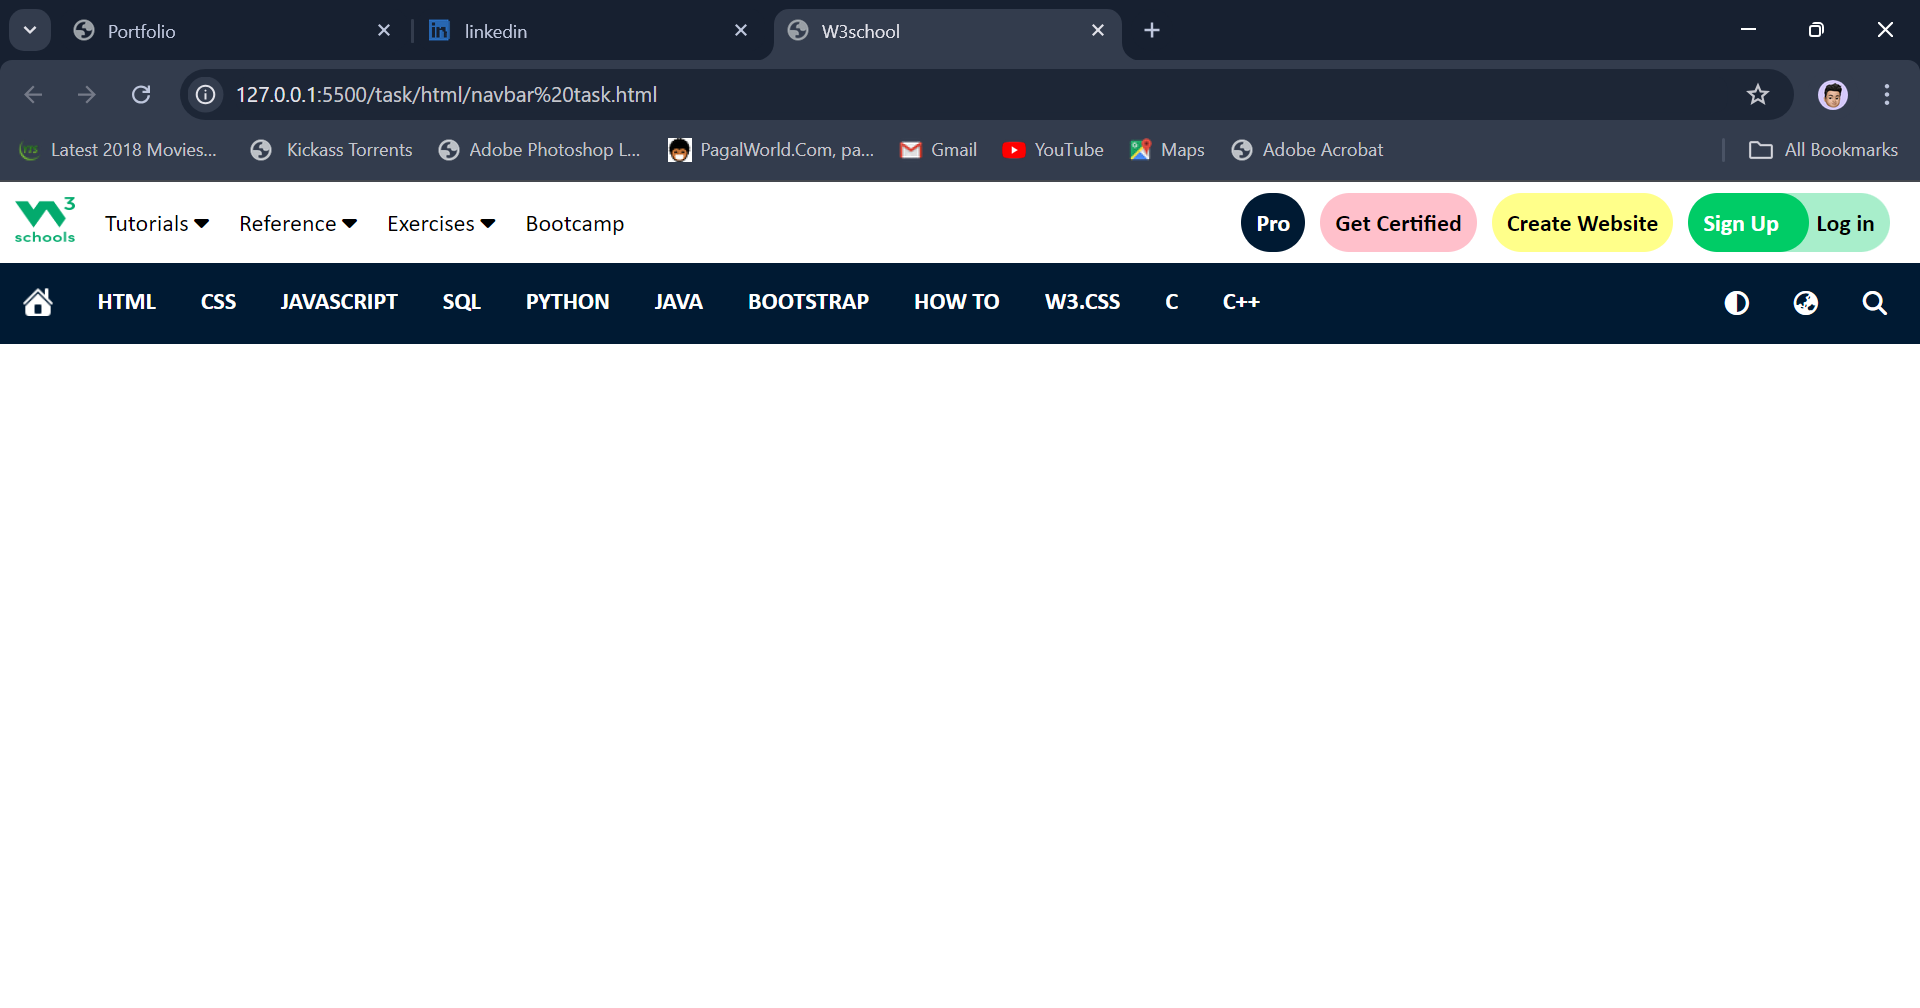 Portfolio linkedin W3school
127.0.0.1:5500/task/html/navbar%20task.html
Latest 2018 Movies... Kickass Torrents Adobe Photoshop L... PagalWorld.Com, pa... Gmail YouTube Maps Adobe Acrobat All Bookmarks
W3 schools Tutorials Reference Exercises Bootcamp Pro Get Certified Create Website Sign Up Log in
HTML CSS JAVASCRIPT SQL PYTHON JAVA BOOTSTRAP HOW TO W3.CSS C C++